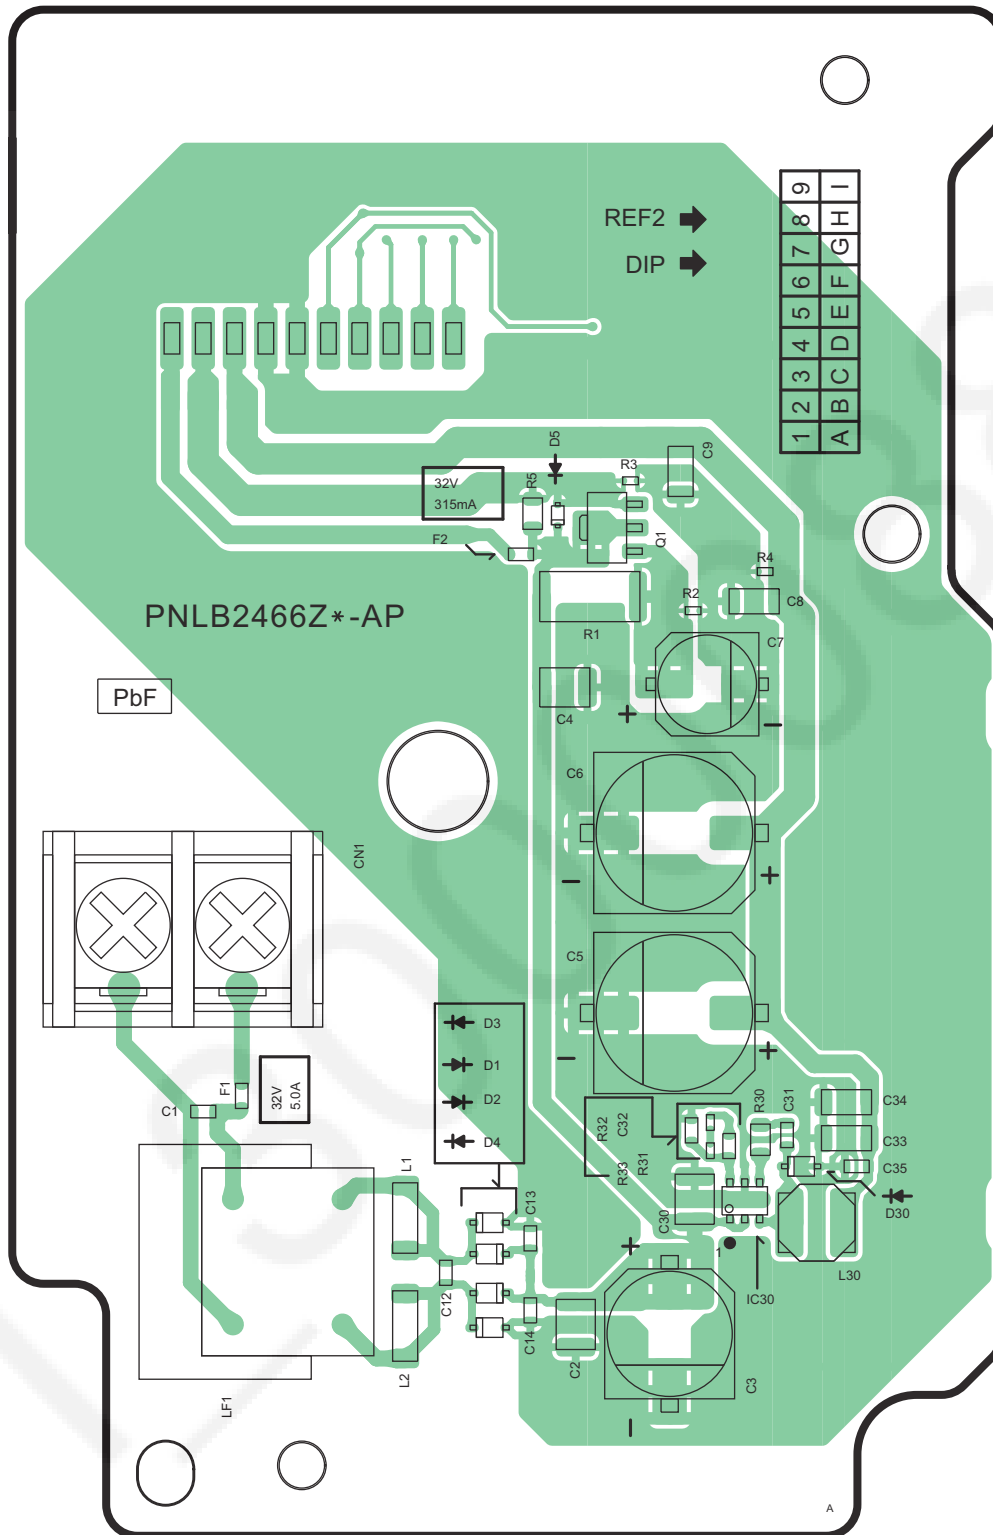 REF2
DIP
1 2 3 4 5 6 7 8 9
A B C D E F G H I
D5
C9
R3
R5
32V
315mA
F2
Q1
R4
R2
C8
PNLB2466Z*-AP
R1
C7
PbF
C4
+
−
C6
−
+
CN1
C5
−
+
D3
D1
D2
D4
F1
32V
5.0A
C1
R32
C32
R30
C31
C34
C33
C35
R33
R31
D30
L1
C13
C30
+
1
L30
IC30
C12
C14
C2
L2
LF1
C3
−
A